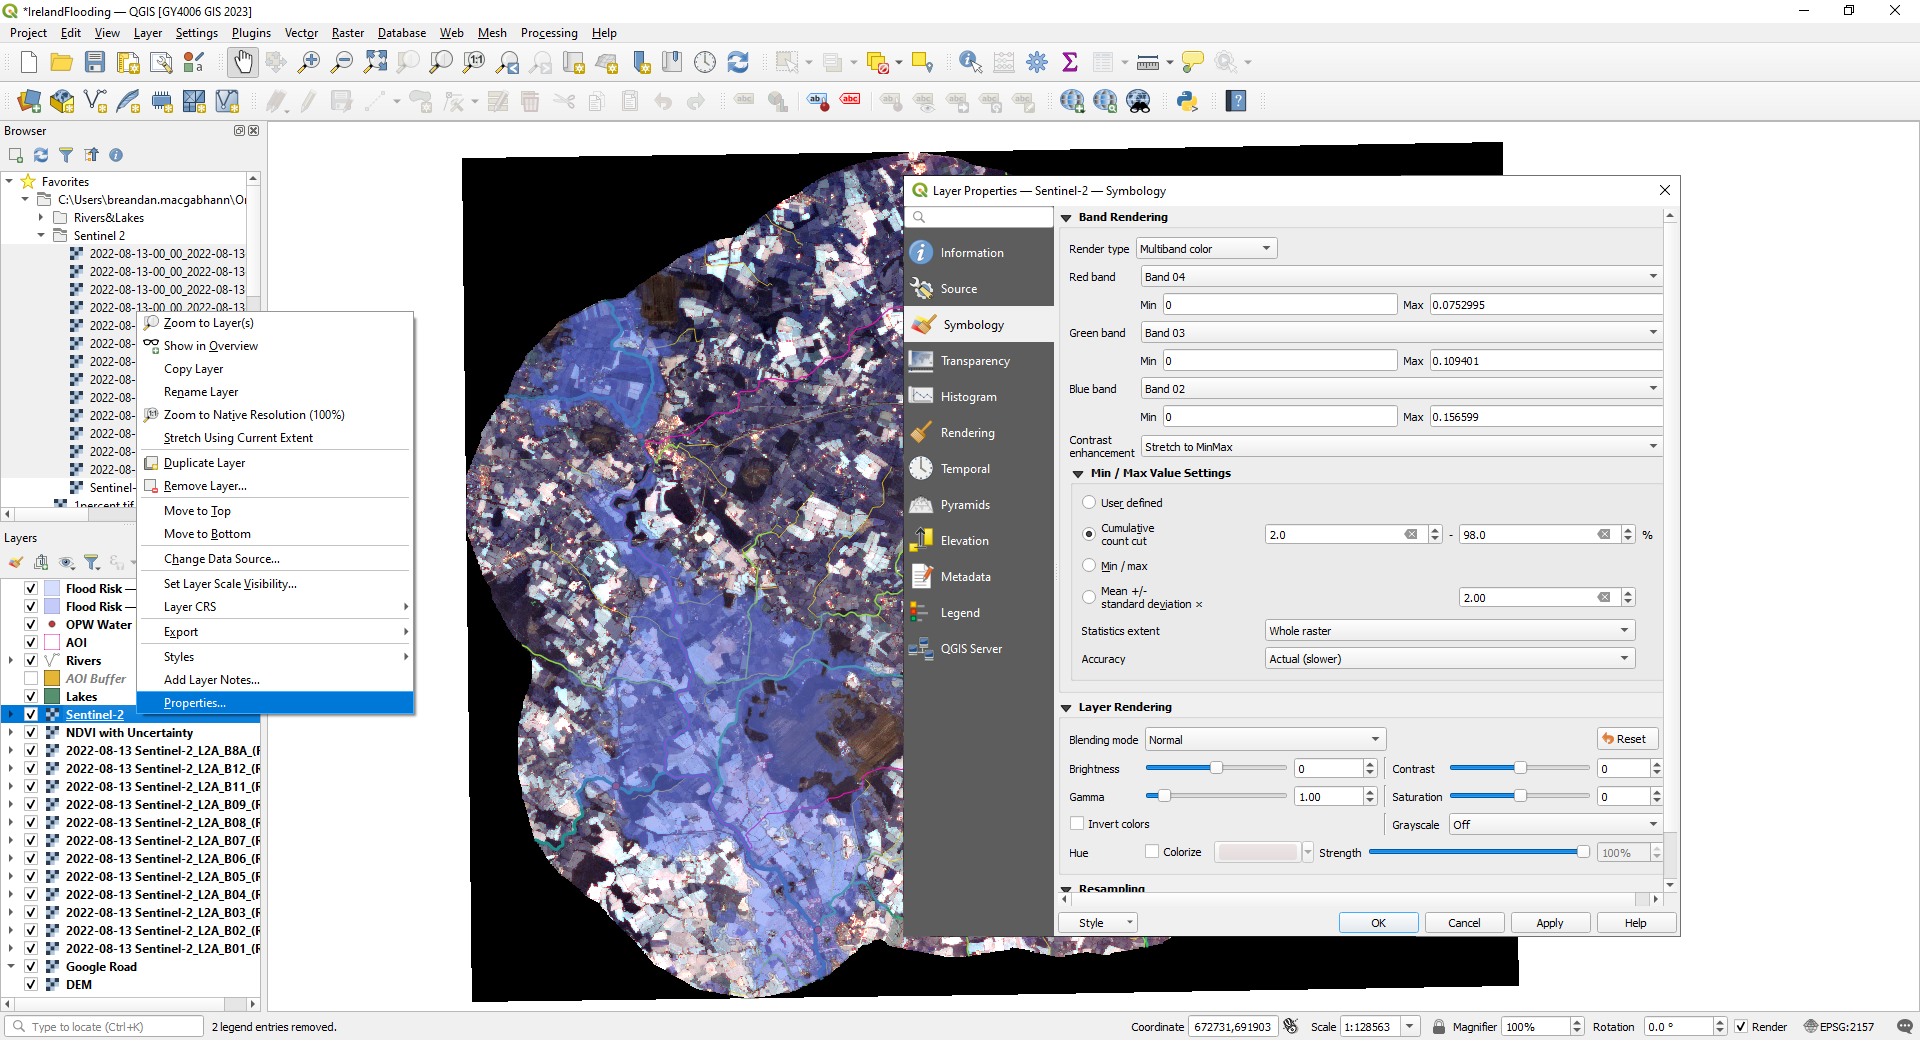 *IrelandFlooding — QGIS [GY4006 GIS 2023]
Project Edit View Layer Settings Plugins Vector Raster Database Web Mesh Processing Help
Browser
Favorites
C:\Users\breandan.macgabhann\Or
Rivers&Lakes
Sentinel 2
2022-08-13-00_00_2022-08-13
2022-08-13-00_00_2022-08-13
2022-08-13-00_00_2022-08-13
2022-08-13-00_00_2022-08-13
2022-08-
2022-08-
2022-08-
2022-08-
2022-08-
2022-08-
2022-08-
2022-08-
2022-08-
Sentinel-
1percent.tif
Zoom to Layer(s)
Show in Overview
Copy Layer
Rename Layer
Zoom to Native Resolution (100%)
Stretch Using Current Extent
Duplicate Layer
Remove Layer...
Move to Top
Move to Bottom
Change Data Source...
Set Layer Scale Visibility...
Layer CRS
Export
Styles
Add Layer Notes...
Properties...
Layers
Flood Risk —
Flood Risk —
OPW Water
AOI
Rivers
AOI Buffer
Lakes
Sentinel-2
NDVI with Uncertainty
2022-08-13 Sentinel-2_L2A_B8A_(F
2022-08-13 Sentinel-2_L2A_B12_(F
2022-08-13 Sentinel-2_L2A_B11_(F
2022-08-13 Sentinel-2_L2A_B09_(F
2022-08-13 Sentinel-2_L2A_B08_(F
2022-08-13 Sentinel-2_L2A_B07_(F
2022-08-13 Sentinel-2_L2A_B06_(F
2022-08-13 Sentinel-2_L2A_B05_(F
2022-08-13 Sentinel-2_L2A_B04_(F
2022-08-13 Sentinel-2_L2A_B03_(F
2022-08-13 Sentinel-2_L2A_B02_(F
2022-08-13 Sentinel-2_L2A_B01_(F
Google Road
DEM
Layer Properties — Sentinel-2 — Symbology
Information
Source
Symbology
Transparency
Histogram
Rendering
Temporal
Pyramids
Elevation
Metadata
Legend
QGIS Server
Band Rendering
Render type Multiband color
Red band Band 04
Min 0 Max 0.0752995
Green band Band 03
Min 0 Max 0.109401
Blue band Band 02
Min 0 Max 0.156599
Contrast
enhancement Stretch to MinMax
Min / Max Value Settings
User defined
Cumulative
count cut 2.0 - 98.0 %
Min / max
Mean +/-
standard deviation × 2.00
Statistics extent Whole raster
Accuracy Actual (slower)
Layer Rendering
Blending mode Normal Reset
Brightness 0 Contrast 0
Gamma 1.00 Saturation 0
Invert colors Grayscale Off
Hue Colorize Strength 100%
Resampling
Style OK Cancel Apply Help
Type to locate (Ctrl+K) 2 legend entries removed. Coordinate 672731,691903 Scale 1:128563 Magnifier 100% Rotation 0.0 ° Render EPSG:2157